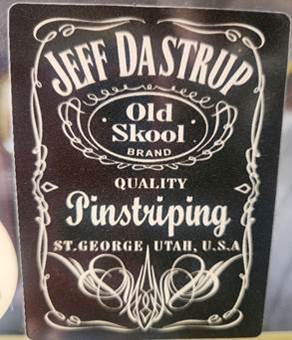 JEFF DASTRUP
Old
Skool
BRAND
QUALITY
Pinstriping
ST.GEORGE, UTAH, U.S.A